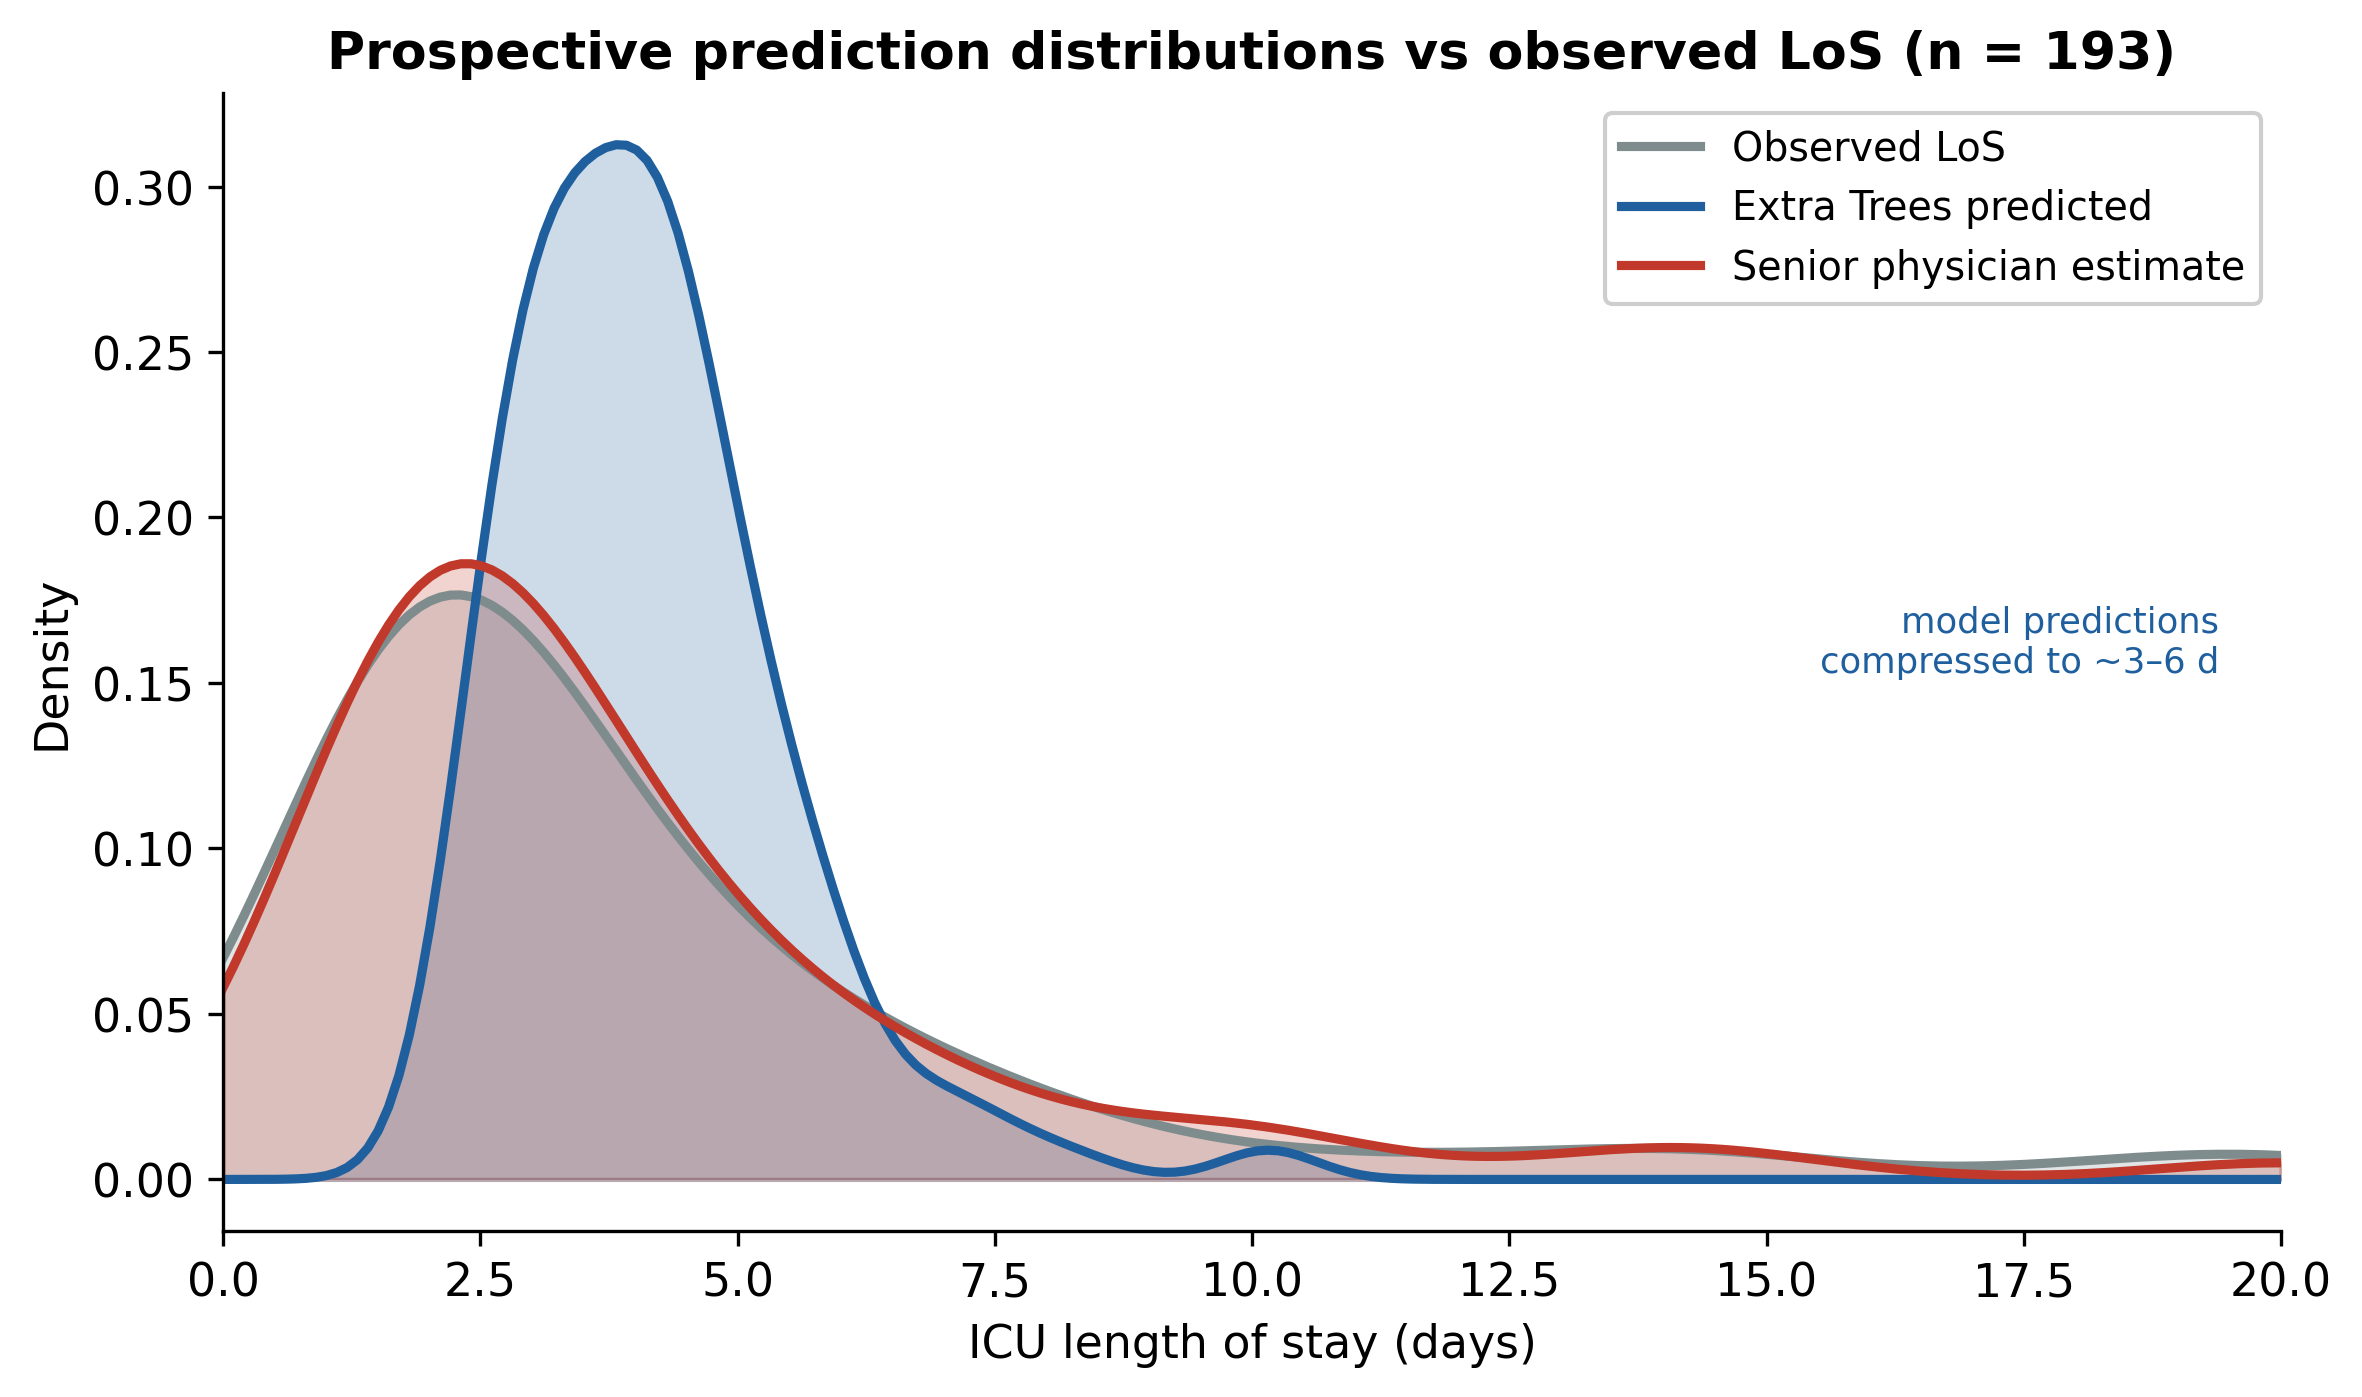 Prospective prediction distributions vs observed LoS (n = 193)
Observed LoS
Extra Trees predicted
Senior physician estimate
model predictions
compressed to ~3–6 d
Density
0.30
0.25
0.20
0.15
0.10
0.05
0.00
0.0 2.5 5.0 7.5 10.0 12.5 15.0 17.5 20.0
ICU length of stay (days)